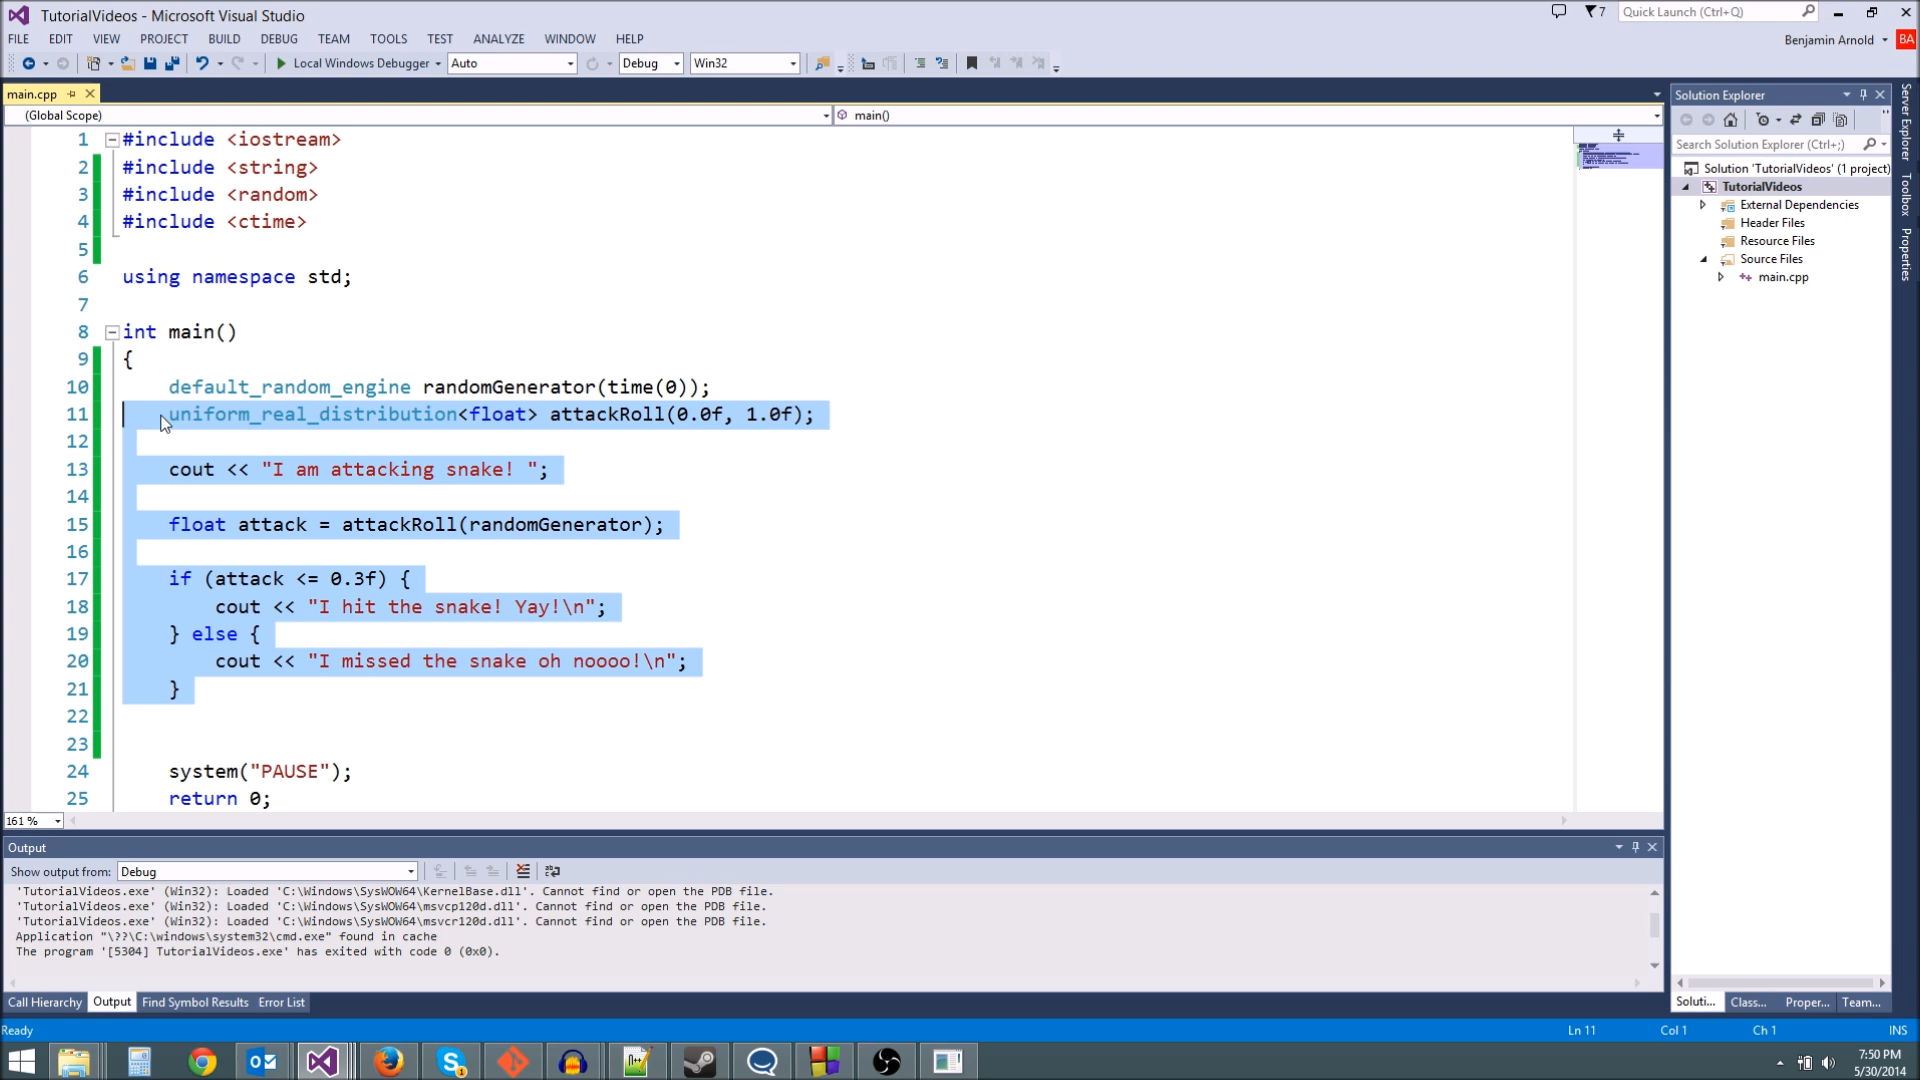 TutorialVideos - Microsoft Visual Studio
7
Quick Launch (Ctrl+Q)
FILE EDIT VIEW PROJECT BUILD DEBUG TEAM TOOLS TEST ANALYZE WINDOW HELP
Benjamin Arnold BA
Local Windows Debugger Auto Debug Win32
main.cpp
(Global Scope) main()
1 #include <iostream>
2 #include <string>
3 #include <random>
4 #include <ctime>
5
6 using namespace std;
7
8 int main()
9 {
10 default_random_engine randomGenerator(time(0));
11 uniform_real_distribution<float> attackRoll(0.0f, 1.0f);
12
13 cout << "I am attacking snake! ";
14
15 float attack = attackRoll(randomGenerator);
16
17 if (attack <= 0.3f) {
18 cout << "I hit the snake! Yay!\n";
19 } else {
20 cout << "I missed the snake oh noooo!\n";
21 }
22
23
24 system("PAUSE");
25 return 0;
161 %
Solution Explorer
Search Solution Explorer (Ctrl+;)
Solution 'TutorialVideos' (1 project)
TutorialVideos
External Dependencies
Header Files
Resource Files
Source Files
main.cpp
Server Explorer
Toolbox
Properties
Output
Show output from: Debug
'TutorialVideos.exe' (Win32): Loaded 'C:\Windows\SysWOW64\KernelBase.dll'. Cannot find or open the PDB file.
'TutorialVideos.exe' (Win32): Loaded 'C:\Windows\SysWOW64\msvcp120d.dll'. Cannot find or open the PDB file.
'TutorialVideos.exe' (Win32): Loaded 'C:\Windows\SysWOW64\msvcr120d.dll'. Cannot find or open the PDB file.
Application "\??\C:\windows\system32\cmd.exe" found in cache
The program '[5304] TutorialVideos.exe' has exited with code 0 (0x0).
Call Hierarchy Output Find Symbol Results Error List
Soluti... Class... Proper... Team...
Ready Ln 11 Col 1 Ch 1 INS
7:50 PM
5/30/2014